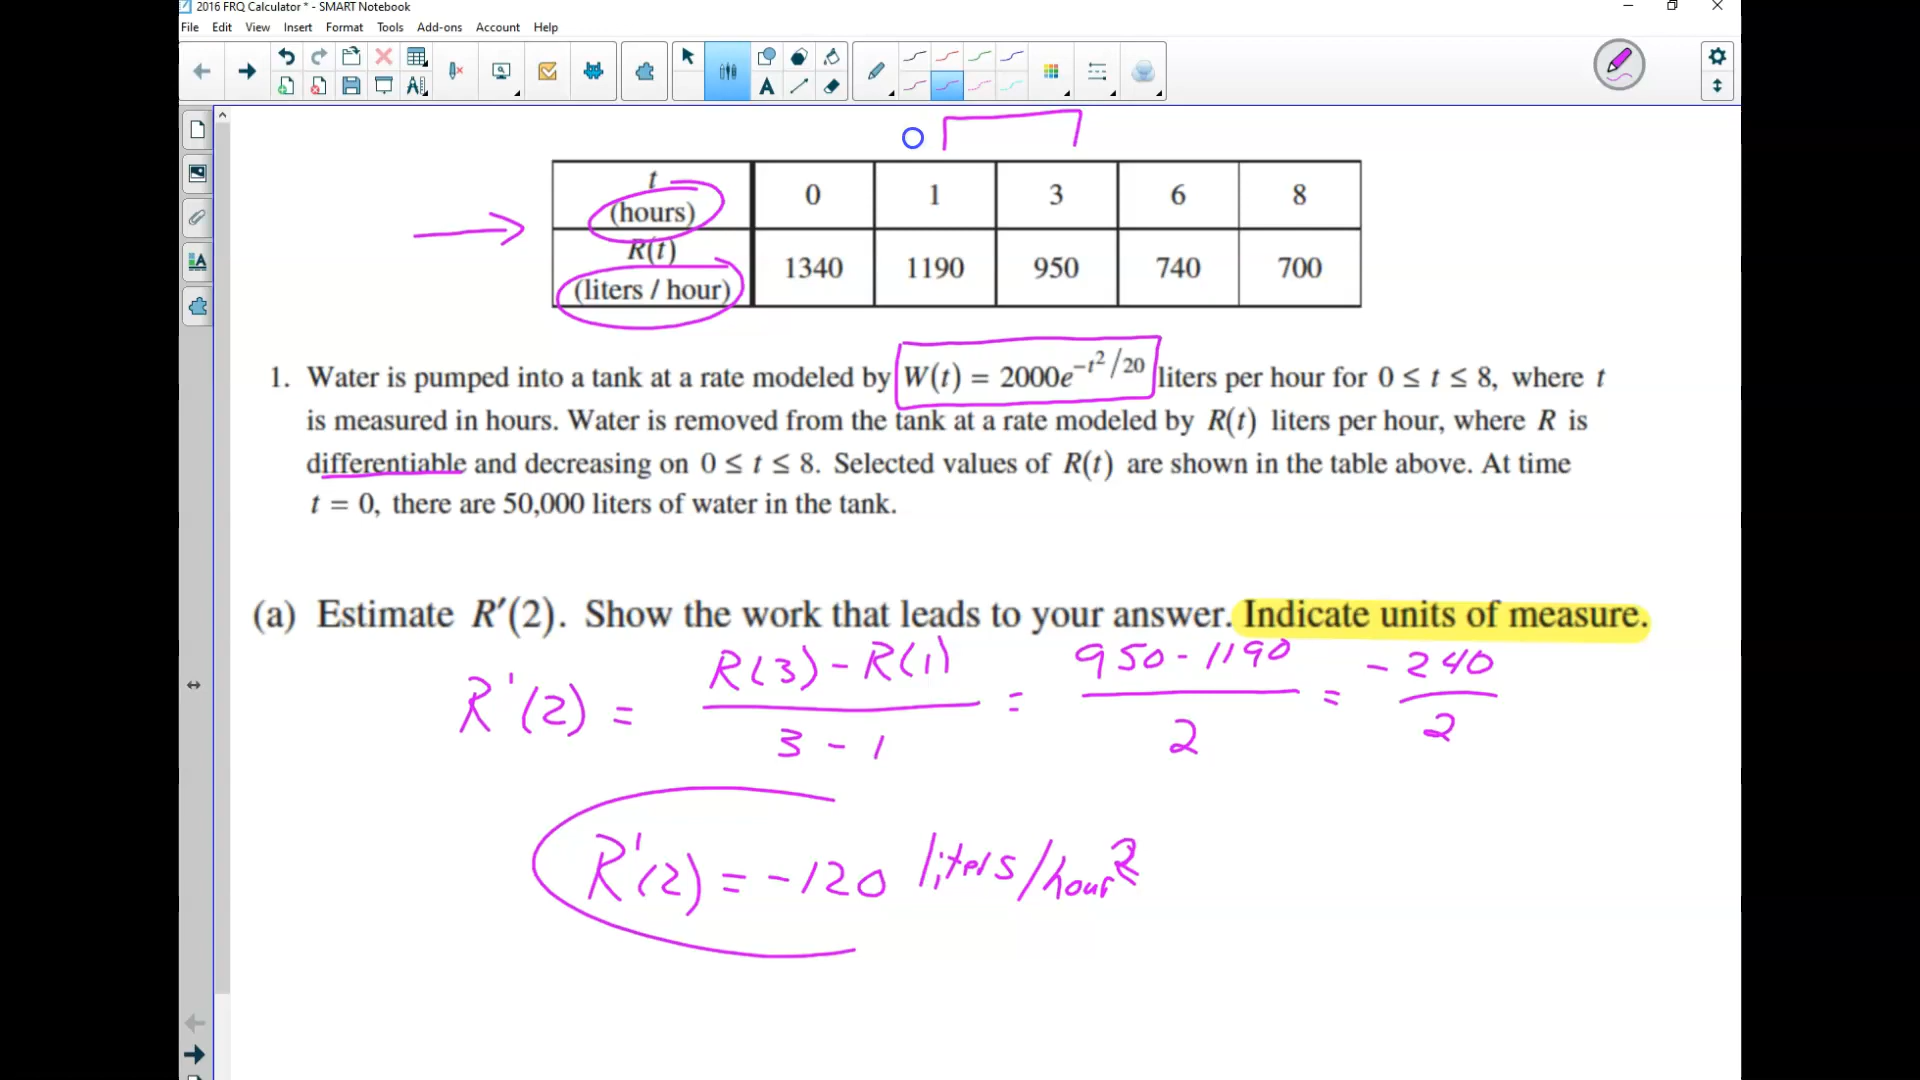 2016 FRQ Calculator * - SMART Notebook
File Edit View Insert Format Tools Add-ons Account Help
t (hours) 0 1 3 6 8
R(t) (liters / hour) 1340 1190 950 740 700
1. Water is pumped into a tank at a rate modeled by W(t) = 2000e^{-t²/20} liters per hour for 0 ≤ t ≤ 8, where t
is measured in hours. Water is removed from the tank at a rate modeled by R(t) liters per hour, where R is
differentiable and decreasing on 0 ≤ t ≤ 8. Selected values of R(t) are shown in the table above. At time
t = 0, there are 50,000 liters of water in the tank.
(a) Estimate R′(2). Show the work that leads to your answer. Indicate units of measure.
R'(2) = (R(3) - R(1))/(3 - 1) = (950 - 1190)/2 = -240/2
R'(2) = -120 liters/hour²